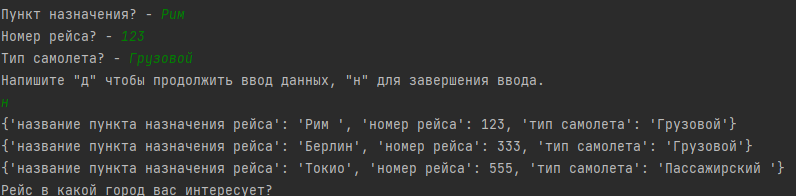 Пункт назначения? - Рим
Номер рейса? - 123
Тип самолета? - Грузовой
Напишите "д" чтобы продолжить ввод данных, "н" для завершения ввода.
н
{'название пункта назначения рейса': 'Рим ', 'номер рейса': 123, 'тип самолета': 'Грузовой'}
{'название пункта назначения рейса': 'Берлин', 'номер рейса': 333, 'тип самолета': 'Грузовой'}
{'название пункта назначения рейса': 'Токио', 'номер рейса': 555, 'тип самолета': 'Пассажирский '}
Рейс в какой город вас интересует?